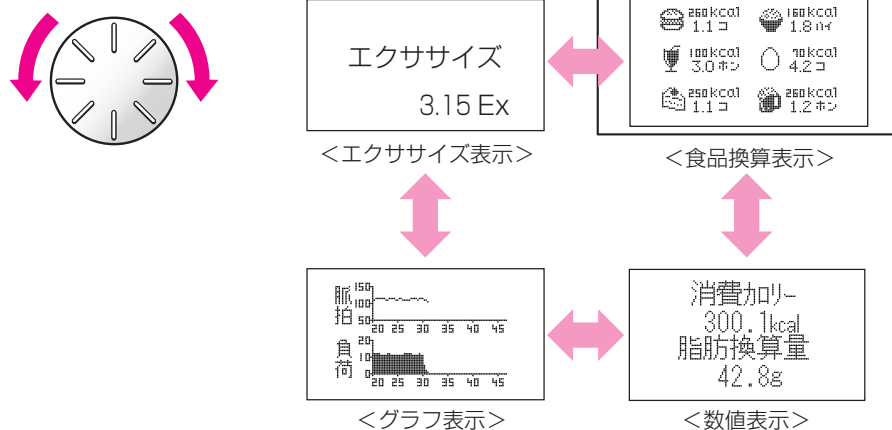 エクササイズ
3.15 Ex
＜エクササイズ表示＞
260kcal
1.1コ
160kcal
1.8ハイ
100kcal
3.0ホン
70kcal
4.2コ
250kcal
1.1コ
260kcal
1.2ホン
＜食品換算表示＞
脈拍
150
100
50
20 25 30 35 40 45
負荷
20
10
0
20 25 30 35 40 45
＜グラフ表示＞
消費カロリー
300.1kcal
脂肪換算量
42.8g
＜数値表示＞